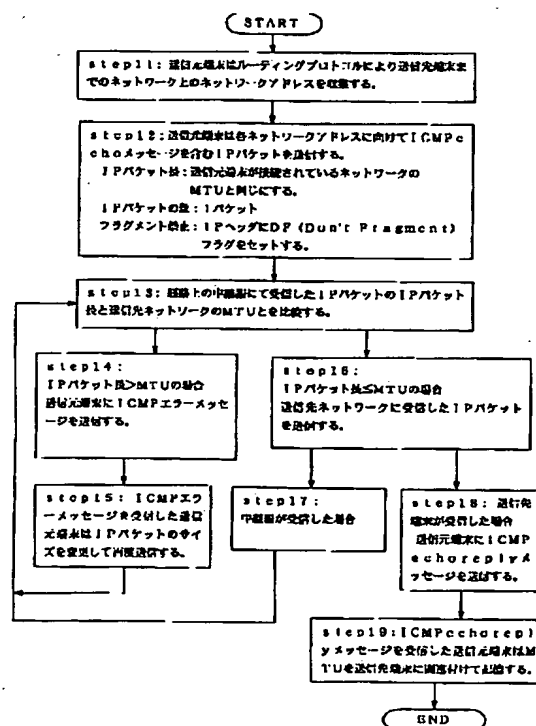 START
step11:送信元端末はルーティングプロトコルにより送信先端末ま
でのネットワーク上のネットワークアドレスを収集する。
step12:送信元端末は各ネットワークアドレスに向けてICMPe
choメッセージを含むIPパケットを送信する。
IPパケット長:送信元端末が接続されているネットワークの
MTUと同じにする。
IPパケットの数:1パケット
フラグメント禁止:IPヘッダにDF(Don't Fragment)
フラグをセットする。
step13:経路上の中継器にて受信したIPパケットのIPパケット
長と送信先ネットワークのMTUとを比較する。
step14:
IPパケット長>MTUの場合
送信元端末にICMPエラーメッセ
ージを送信する。
step16:
IPパケット長≦MTUの場合
送信先ネットワークに受信したIPパケット
を送信する。
step15:ICMPエラ
ーメッセージを受信した送信
元端末はIPパケットのサイ
ズを変更して再度送信する。
step17:
中継器が受信した場合
step18:送信先
端末が受信した場合
送信元端末にICMP
echoreplyメ
ッセージを送信する。
step19:ICMPechorepl
yメッセージを受信した送信元端末はM
TUを送信先端末に関連付けて記憶する。
END